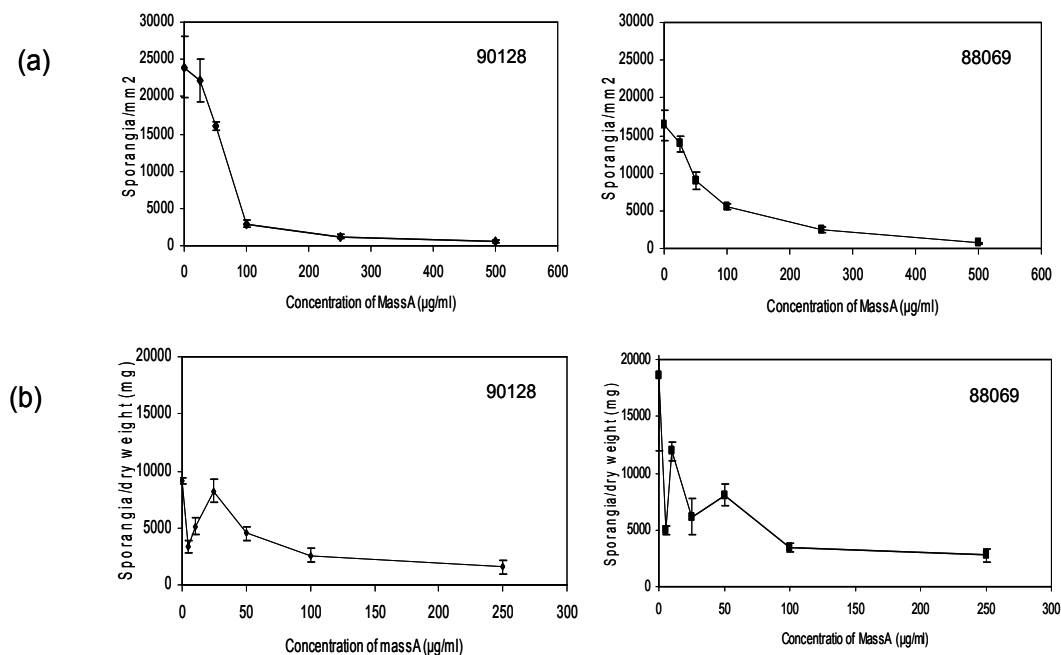 (a)
90128
Sporangia/mm2
30000
25000
20000
15000
10000
5000
0
0 100 200 300 400 500 600
Concentration of MassA (µg/ml)
88069
Sporangia/mm2
30000
25000
20000
15000
10000
5000
0
0 100 200 300 400 500 600
Concentration of MassA (µg/ml)
(b)
90128
Sporangia/dry weight (mg)
20000
15000
10000
5000
0
0 50 100 150 200 250 300
Concentration of massA (µg/ml)
88069
Sporangia/dry weight (mg)
20000
15000
10000
5000
0
0 50 100 150 200 250 300
Concentratio of MassA (µg/ml)